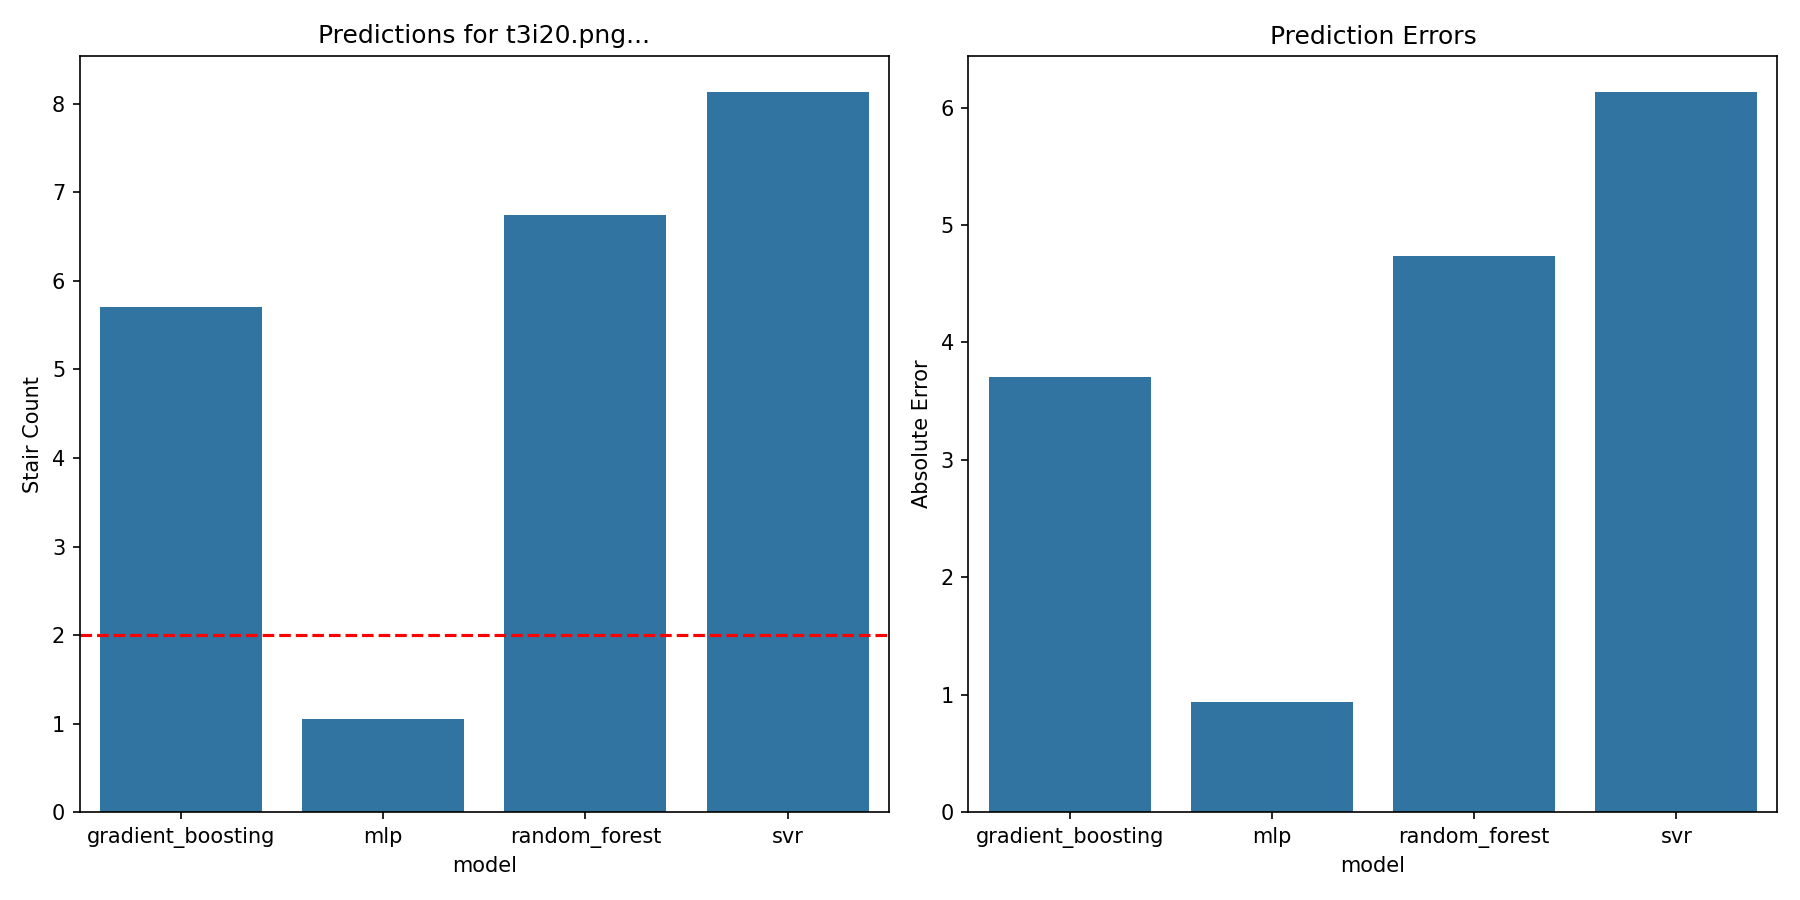 Predictions for t3i20.png...
8
7
6
5
4
3
2
1
0
Stair Count
gradient_boosting mlp random_forest svr
model
Prediction Errors
6
5
4
3
2
1
0
Absolute Error
gradient_boosting mlp random_forest svr
model